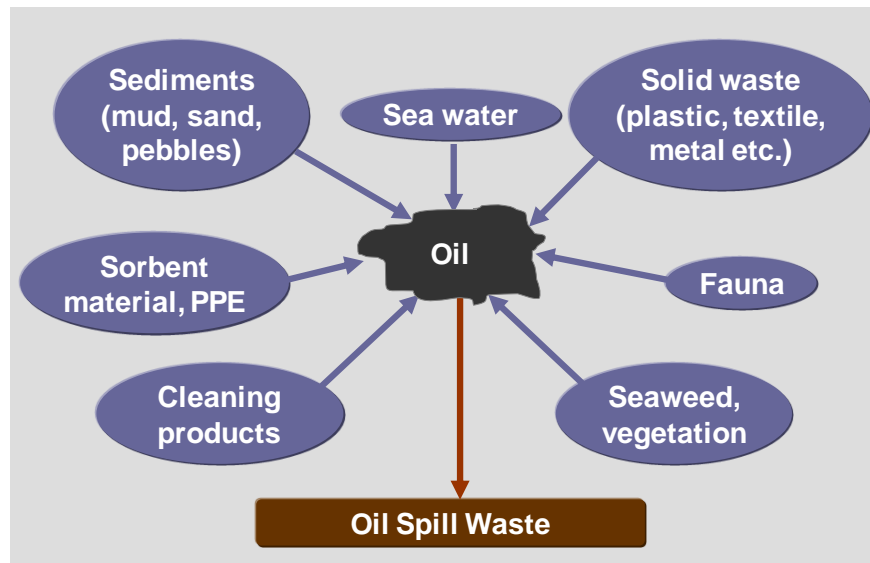 Sediments
(mud, sand,
pebbles)
Sea water
Solid waste
(plastic, textile,
metal etc.)
Oil
Sorbent
material, PPE
Fauna
Cleaning
products
Seaweed,
vegetation
Oil Spill Waste